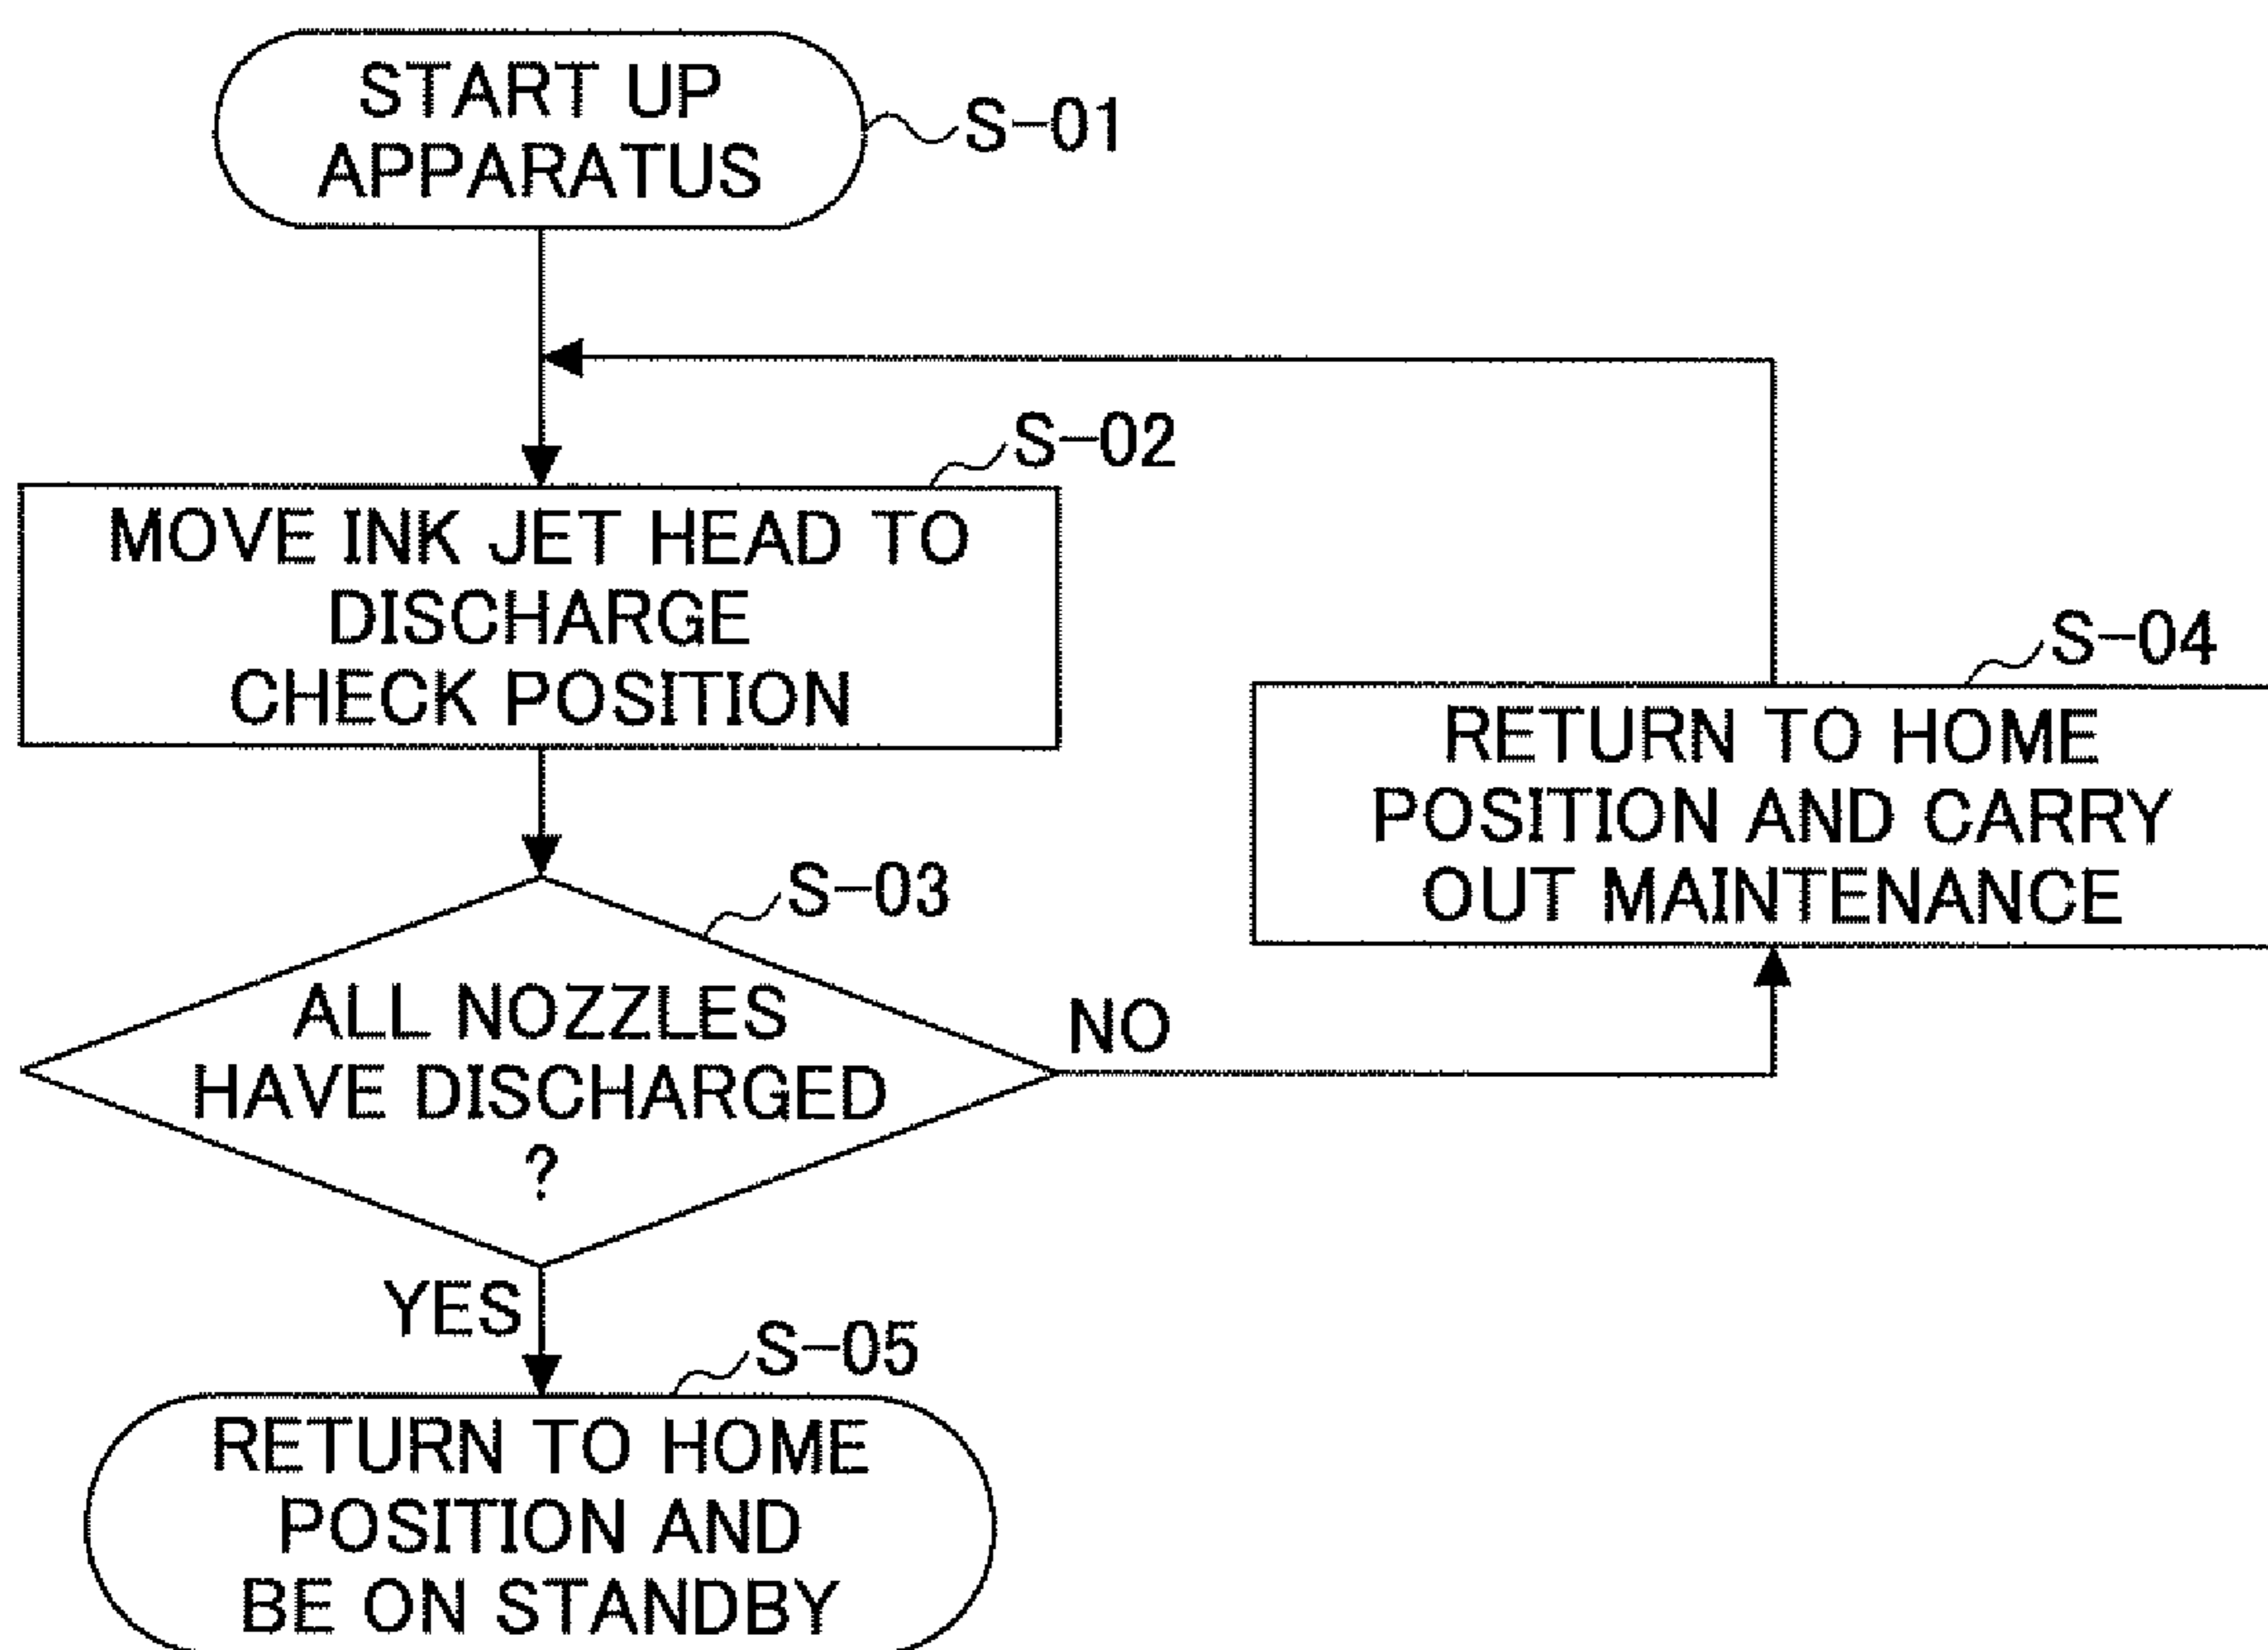 START UP
APPARATUS
S-01
S-02
MOVE INK JET HEAD TO
DISCHARGE
CHECK POSITION
S-04
RETURN TO HOME
POSITION AND CARRY
OUT MAINTENANCE
S-03
ALL NOZZLES
HAVE DISCHARGED
?
NO
YES
S-05
RETURN TO HOME
POSITION AND
BE ON STANDBY